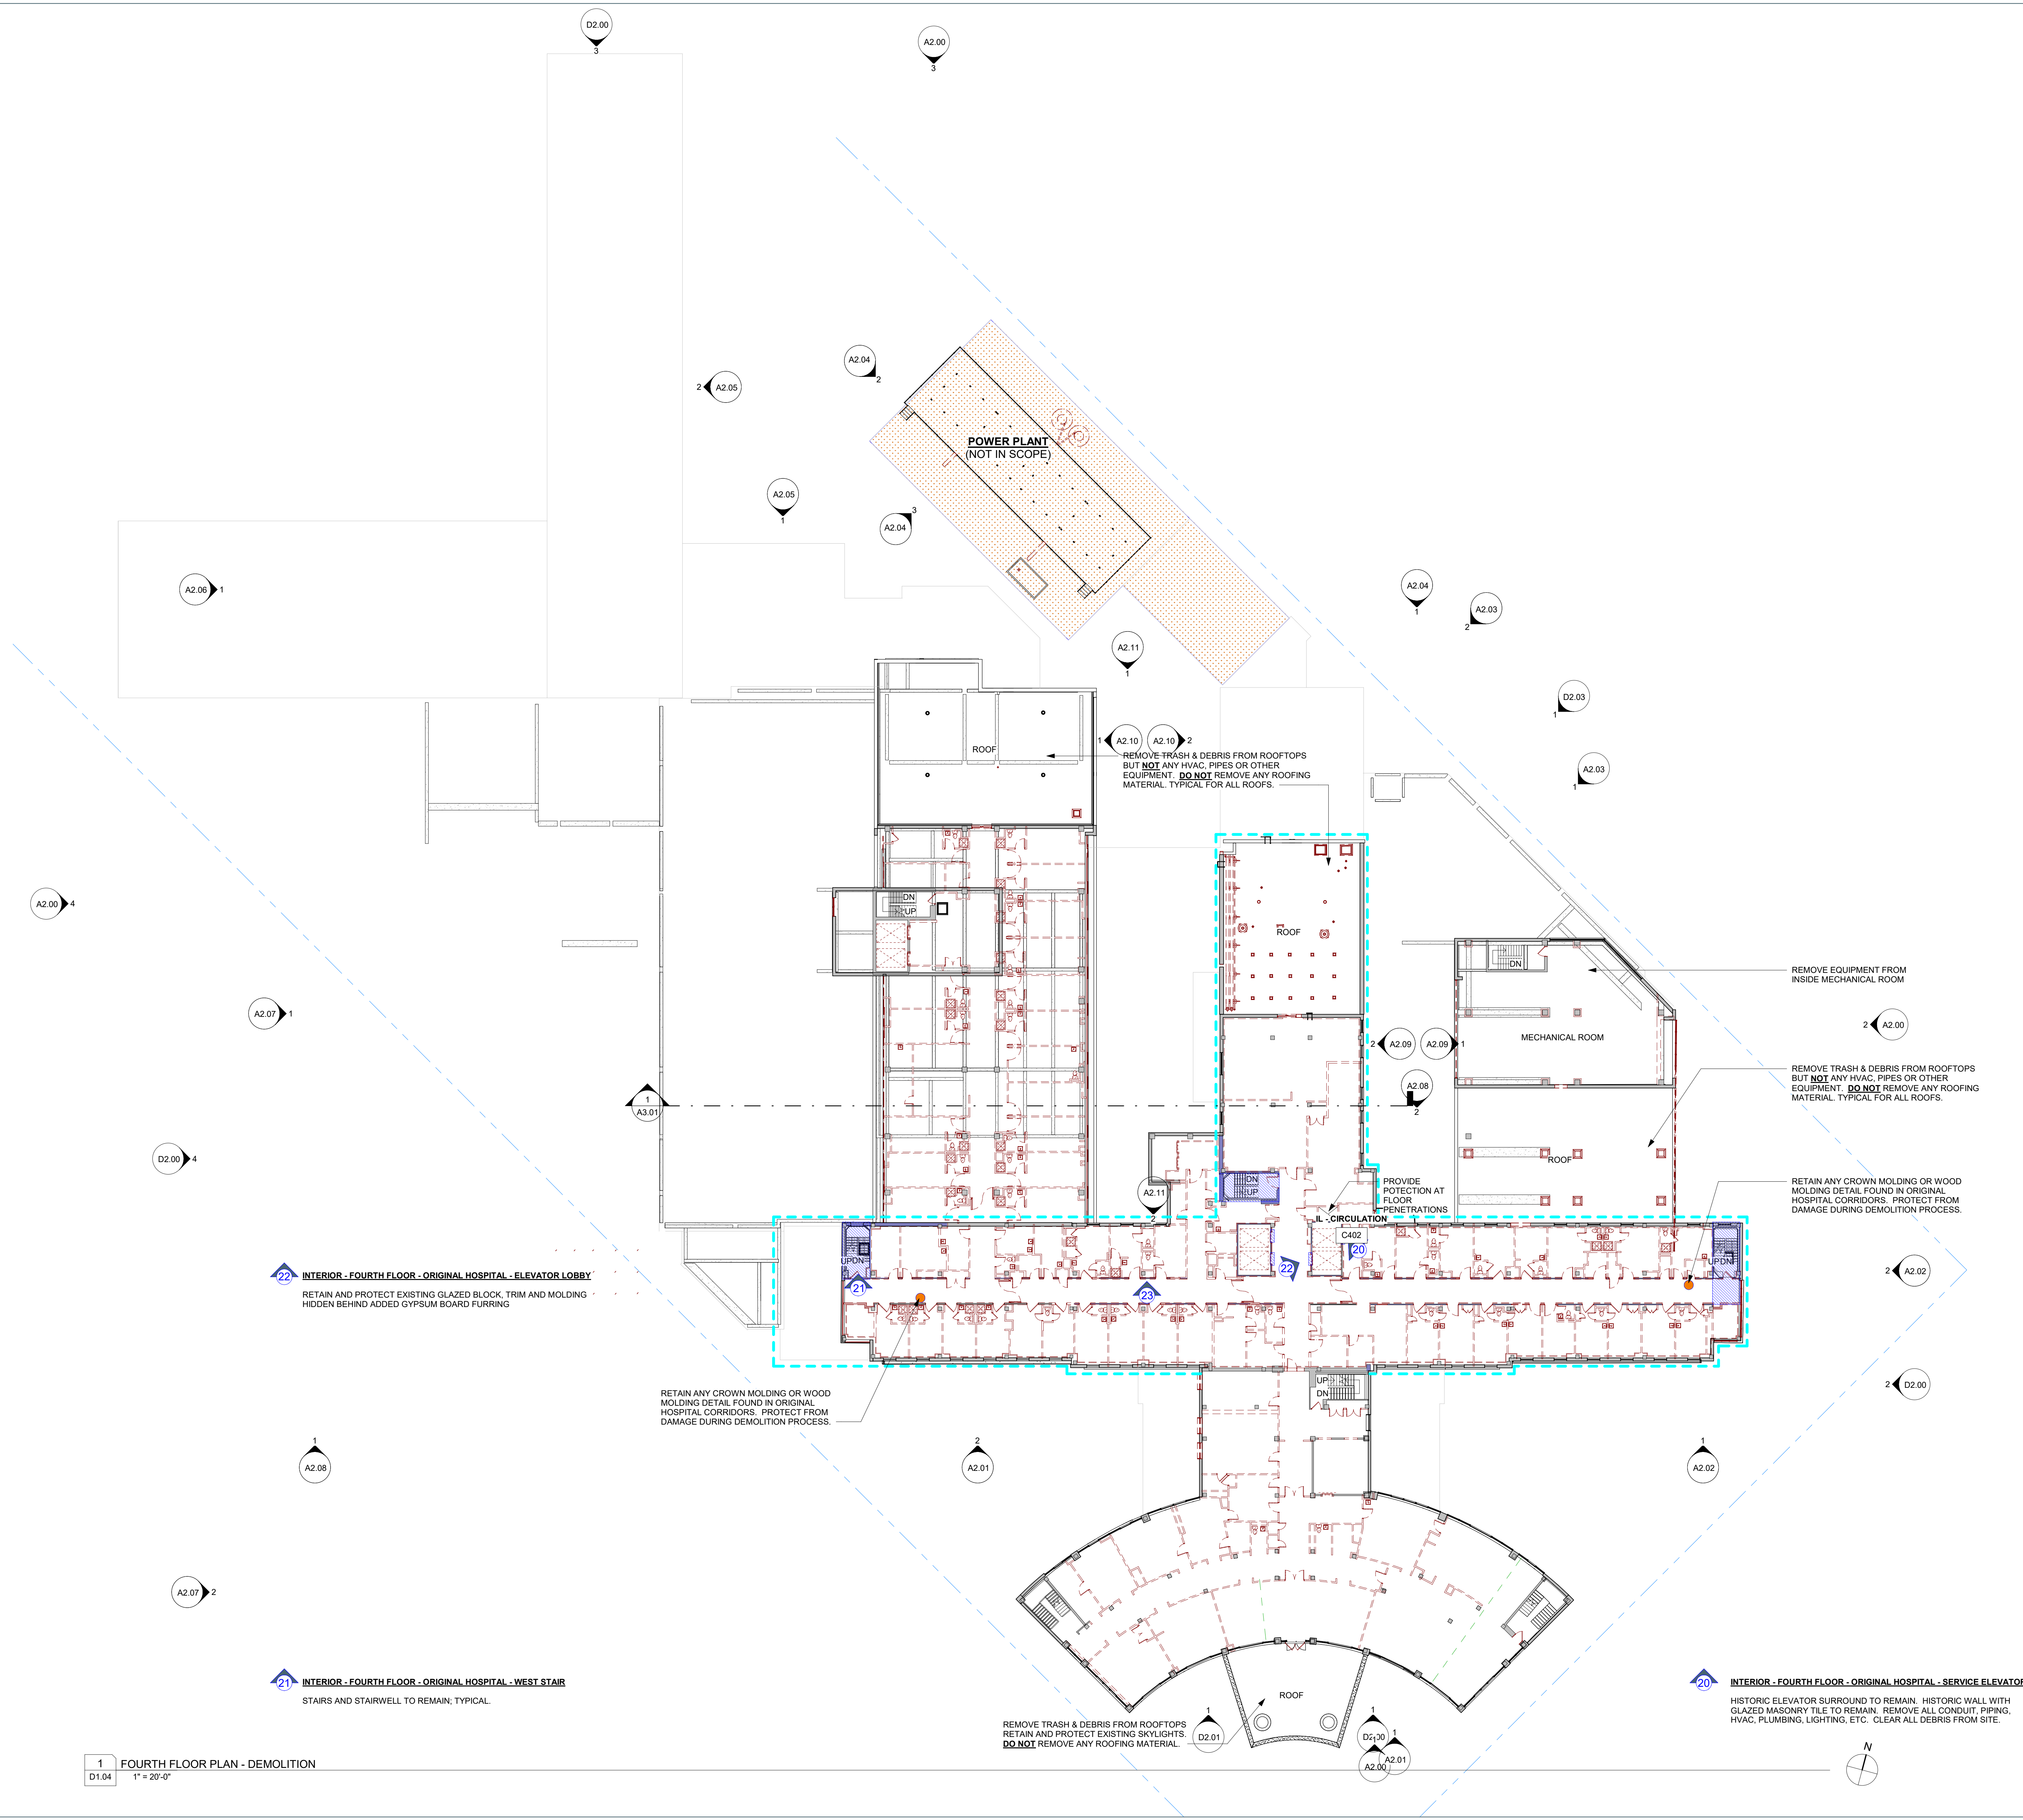 D2.00
3
A2.00
3
A2.04
2
2
A2.05
POWER PLANT
(NOT IN SCOPE)
A2.05
1
3
A2.04
A2.06
1
A2.04
1
A2.03
2
A2.11
1
D2.03
1
1
A2.10
A2.10
2
ROOF
REMOVE TRASH & DEBRIS FROM ROOFTOPS
BUT NOT ANY HVAC, PIPES OR OTHER
EQUIPMENT. DO NOT REMOVE ANY ROOFING
MATERIAL. TYPICAL FOR ALL ROOFS.
A2.03
1
A2.00
4
DN
UP
ROOF
DN
REMOVE EQUIPMENT FROM
INSIDE MECHANICAL ROOM
A2.07
1
2
A2.00
MECHANICAL ROOM
2
A2.09
A2.09
1
REMOVE TRASH & DEBRIS FROM ROOFTOPS
BUT NOT ANY HVAC, PIPES OR OTHER
EQUIPMENT. DO NOT REMOVE ANY ROOFING
MATERIAL. TYPICAL FOR ALL ROOFS.
1
A3.01
A2.08
2
D2.00
4
ROOF
DN
UP
A2.11
2
PROVIDE
POTECTION AT
FLOOR
PENETRATIONS
RETAIN ANY CROWN MOLDING OR WOOD
MOLDING DETAIL FOUND IN ORIGINAL
HOSPITAL CORRIDORS. PROTECT FROM
DAMAGE DURING DEMOLITION PROCESS.
IL - CIRCULATION
C402
20
UPDN
21
22
23
UPDN
2
A2.02
22
INTERIOR - FOURTH FLOOR - ORIGINAL HOSPITAL - ELEVATOR LOBBY
RETAIN AND PROTECT EXISTING GLAZED BLOCK, TRIM AND MOLDING
HIDDEN BEHIND ADDED GYPSUM BOARD FURRING
RETAIN ANY CROWN MOLDING OR WOOD
MOLDING DETAIL FOUND IN ORIGINAL
HOSPITAL CORRIDORS. PROTECT FROM
DAMAGE DURING DEMOLITION PROCESS.
UP
DN
2
D2.00
1
A2.08
2
A2.01
1
A2.02
A2.07
2
21
INTERIOR - FOURTH FLOOR - ORIGINAL HOSPITAL - WEST STAIR
STAIRS AND STAIRWELL TO REMAIN; TYPICAL.
ROOF
REMOVE TRASH & DEBRIS FROM ROOFTOPS
RETAIN AND PROTECT EXISTING SKYLIGHTS.
DO NOT REMOVE ANY ROOFING MATERIAL.
1
D2.01
1
D2.00
1
A2.00
1
A2.01
20
INTERIOR - FOURTH FLOOR - ORIGINAL HOSPITAL - SERVICE ELEVATOR
HISTORIC ELEVATOR SURROUND TO REMAIN. HISTORIC WALL WITH
GLAZED MASONRY TILE TO REMAIN. REMOVE ALL CONDUIT, PIPING,
HVAC, PLUMBING, LIGHTING, ETC. CLEAR ALL DEBRIS FROM SITE.
N
1
FOURTH FLOOR PLAN - DEMOLITION
D1.04
1" = 20'-0"